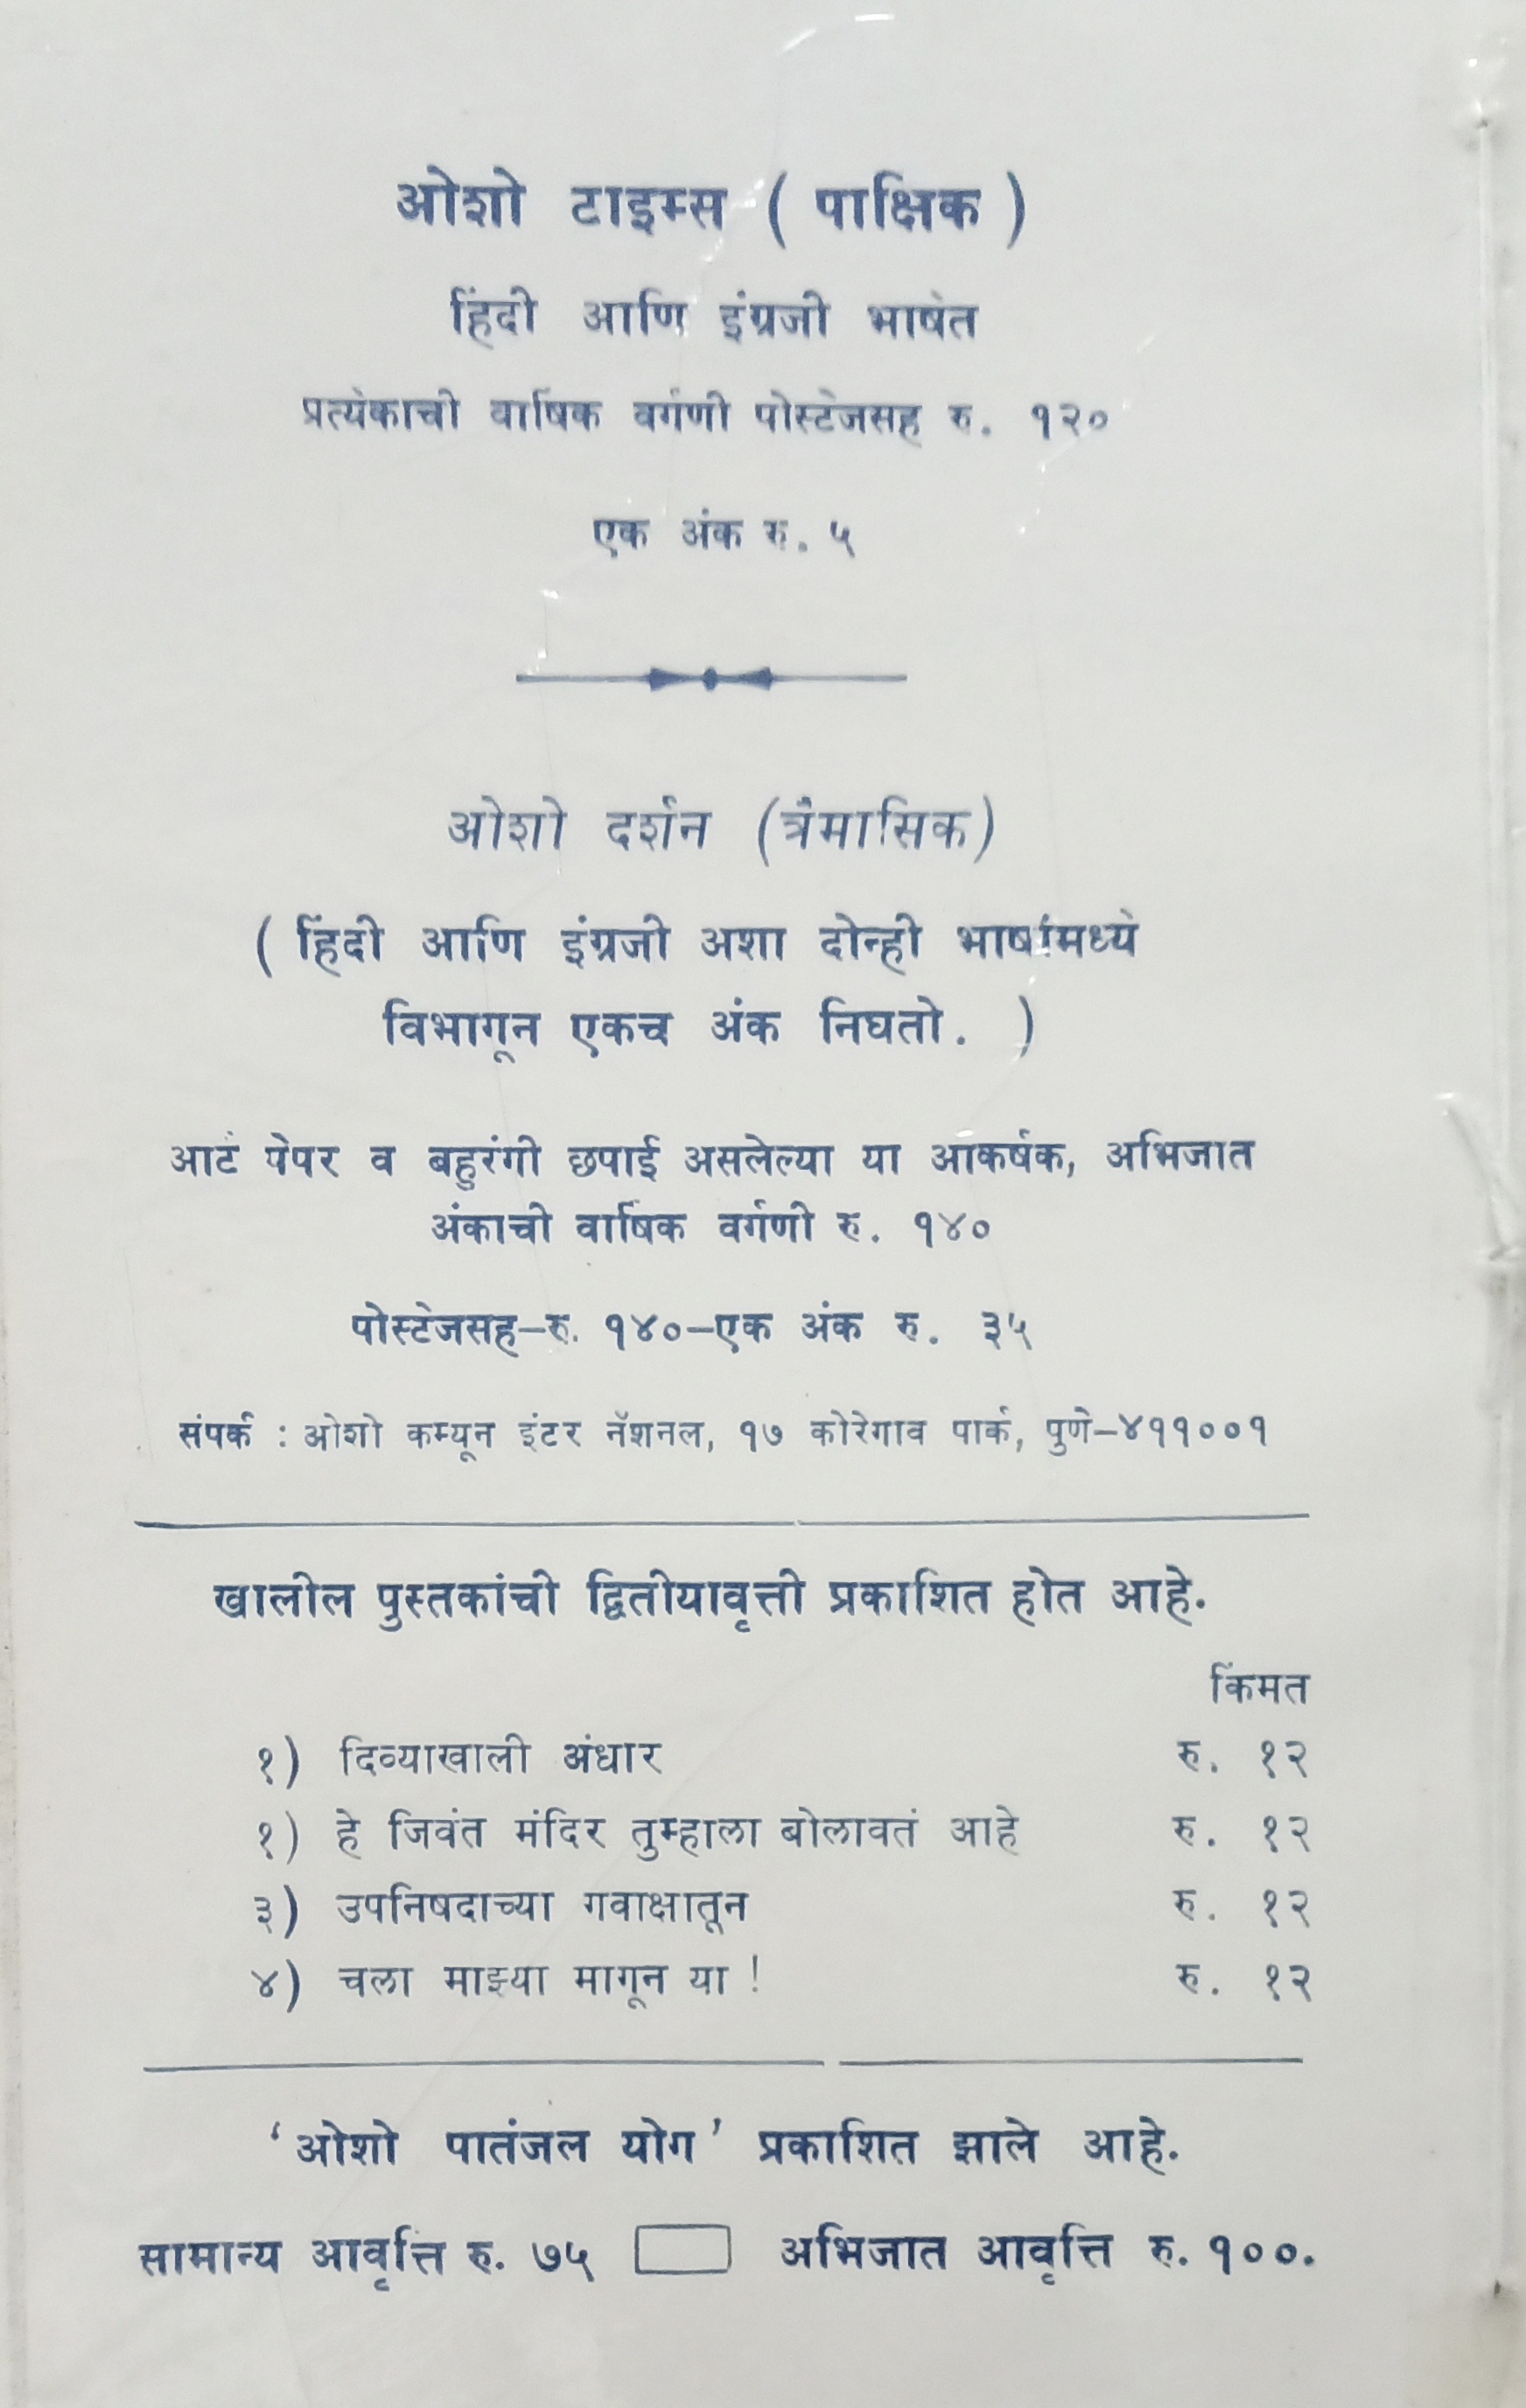 ओशो टाइम्स ( पाक्षिक )
हिंदी आणि इंग्रजी भाषेत
प्रत्येकाची वार्षिक वर्गणी पोस्टेजसह रु. १२०
एक अंक रु. ५
ओशो दर्शन (त्रैमासिक)
( हिंदी आणि इंग्रजी अशा दोन्ही भाषांमध्ये
विभागून एकच अंक निघतो. )
आर्ट पेपर व बहुरंगी छपाई असलेल्या या आकर्षक, अभिजात
अंकाची वार्षिक वर्गणी रु. १४०
पोस्टेजसह–रु. १४०–एक अंक रु. ३५
संपर्क : ओशो कम्यून इंटर नॅशनल, १७ कोरेगाव पार्क, पुणे–४११००१
खालील पुस्तकांची द्वितीयावृत्ती प्रकाशित होत आहे.
किंमत
१) दिव्याखाली अंधार रु. १२
१) हे जिवंत मंदिर तुम्हाला बोलावतं आहे रु. १२
३) उपनिषदाच्या गवाक्षातून रु. १२
४) चला माझ्या मागून या ! रु. १२
‘ओशो पातंजल योग’ प्रकाशित झाले आहे.
सामान्य आवृत्ति रु. ७५ अभिजात आवृत्ति रु. १००.